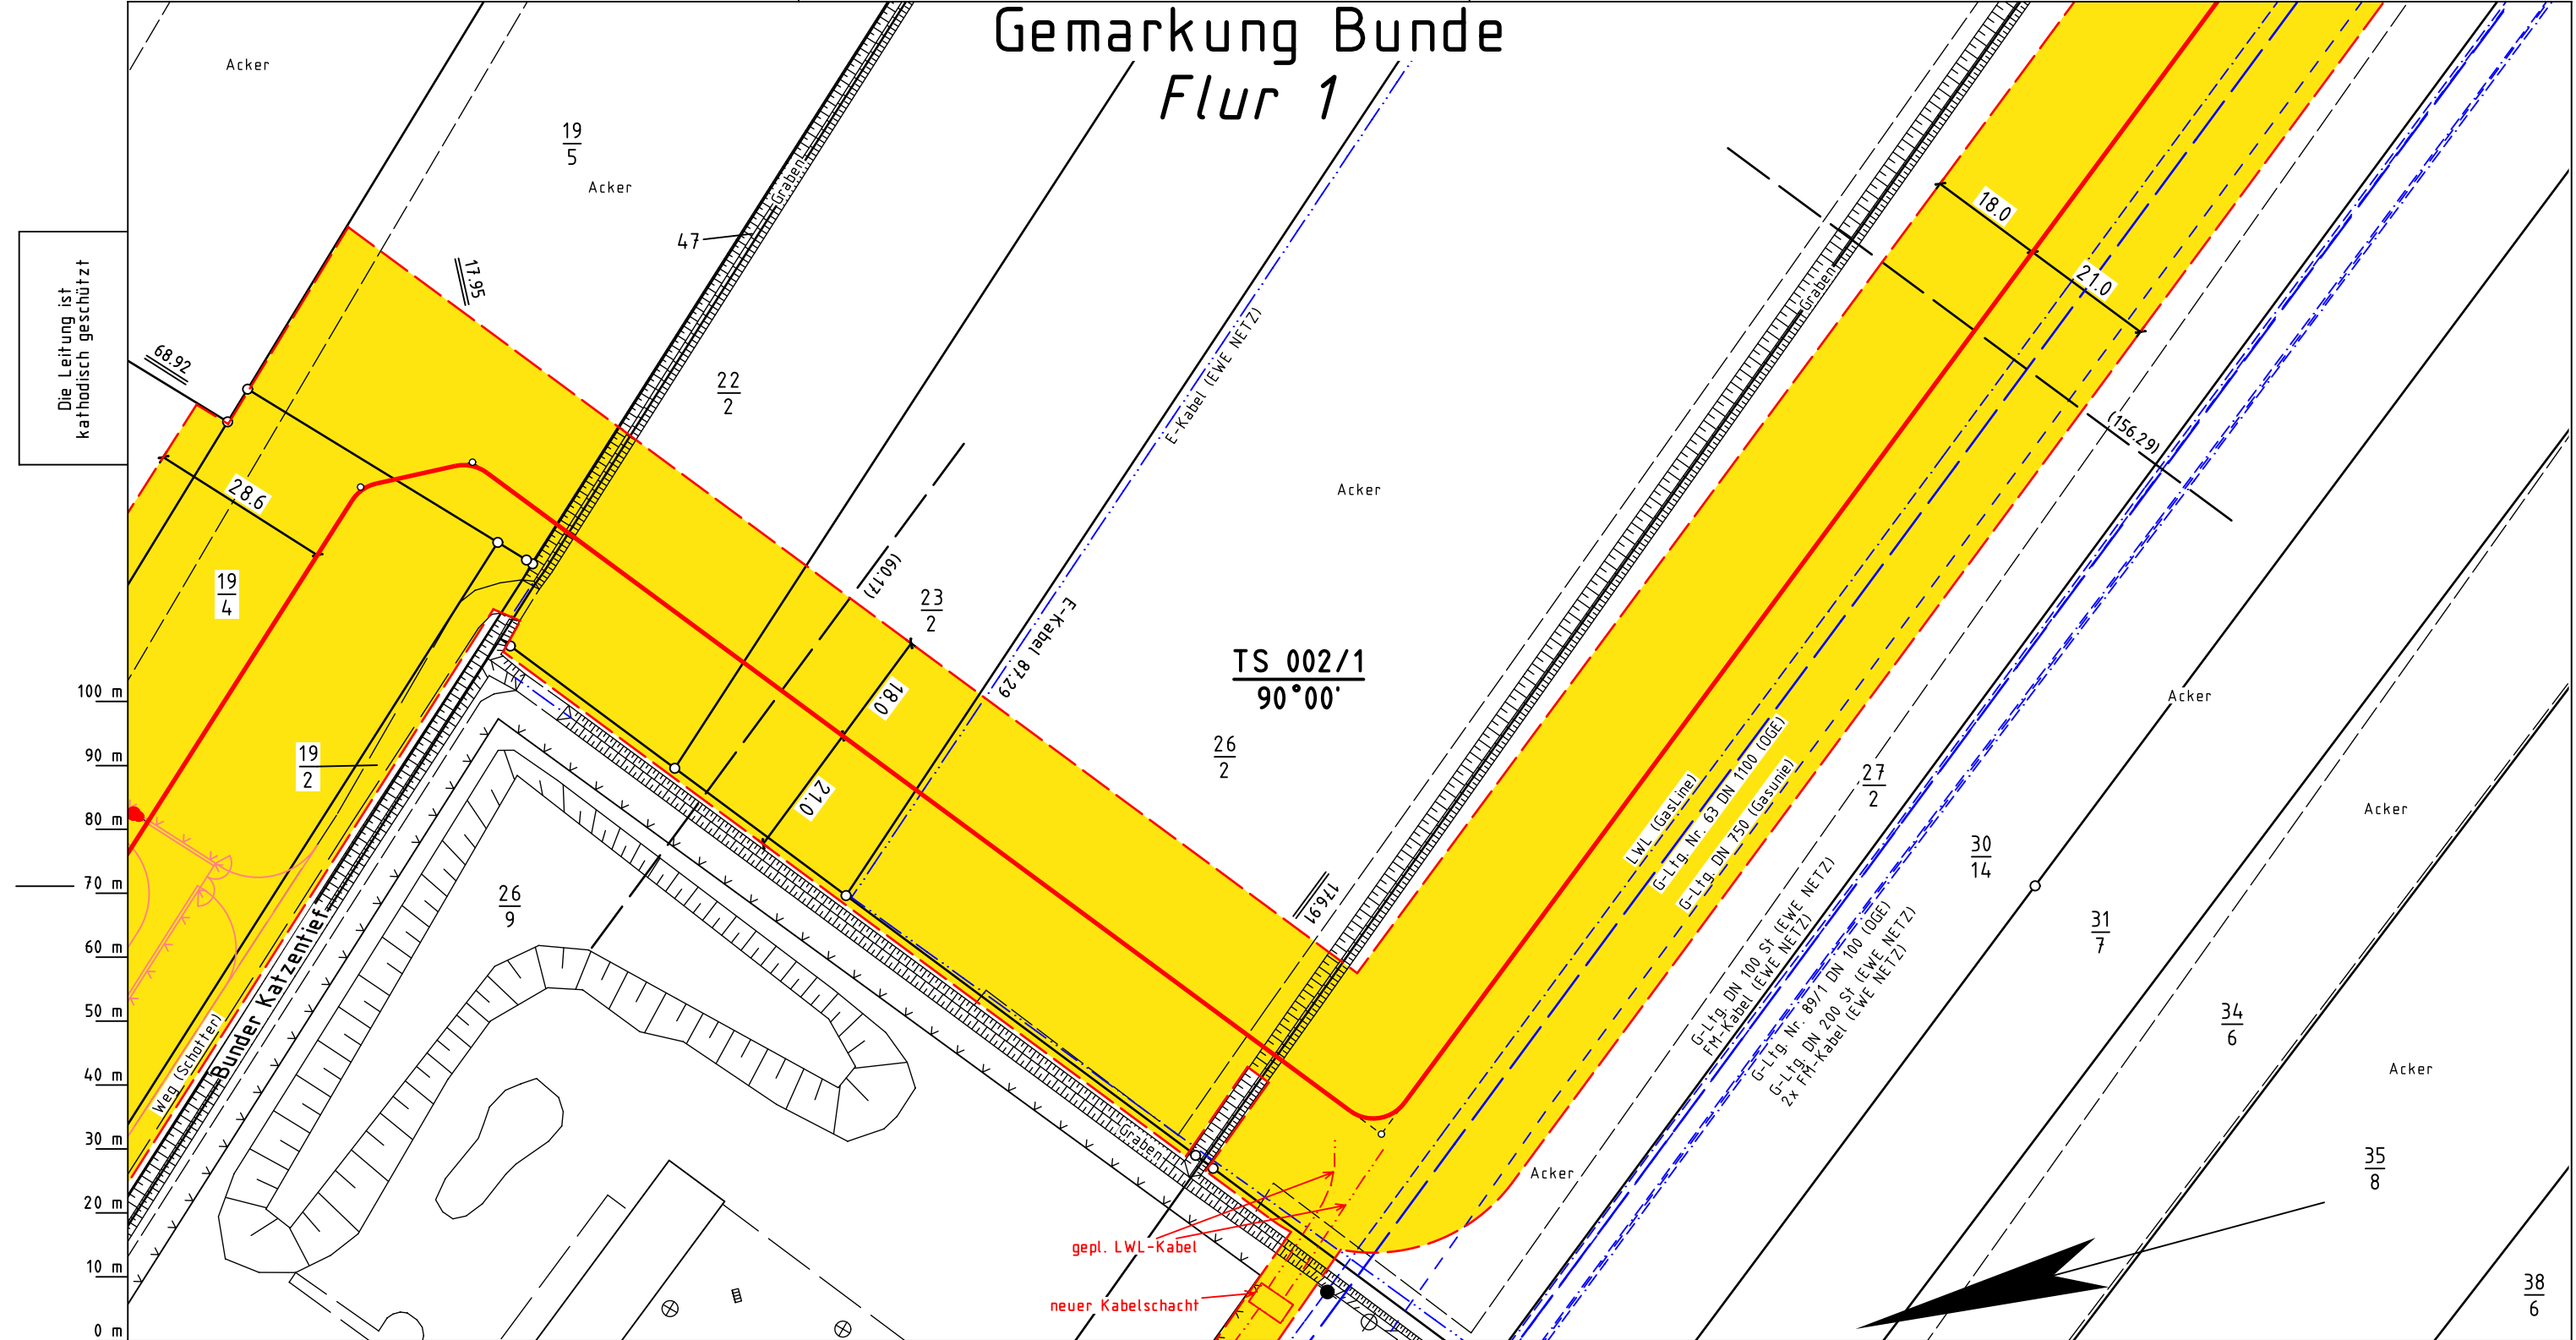 Gemarkung Bunde
Flur 1
Acker
19
5
Acker
Graben
47
17.95
Die Leitung ist
kathodisch geschützt
68.92
28.6
22
2
E-Kabel (EWE NETZ)
Acker
18.0
21.0
Graben
(156.29)
19
4
(60.17)
23
2
E-Kabel 87.29
18.0
21.0
TS 002/1
90°00'
26
2
19
2
100 m
90 m
80 m
70 m
60 m
50 m
40 m
30 m
20 m
10 m
0 m
26
9
Bunder Katzentief
Weg (Schotter)
176.91
LWL (GasLine)
G-Ltg. Nr. 63 DN 1100 (OGE)
G-Ltg. DN 750 (Gasunie)
27
2
Acker
Acker
30
14
31
7
34
6
Acker
35
8
38
6
G-Ltg. DN 100 St (EWE NETZ)
FM-Kabel (EWE NETZ)
G-Ltg. Nr. 89/1 DN 100 (OGE)
G-Ltg. DN 200 St (EWE NETZ)
2x FM-Kabel (EWE NETZ)
Graben
Acker
gepl. LWL-Kabel
neuer Kabelschacht